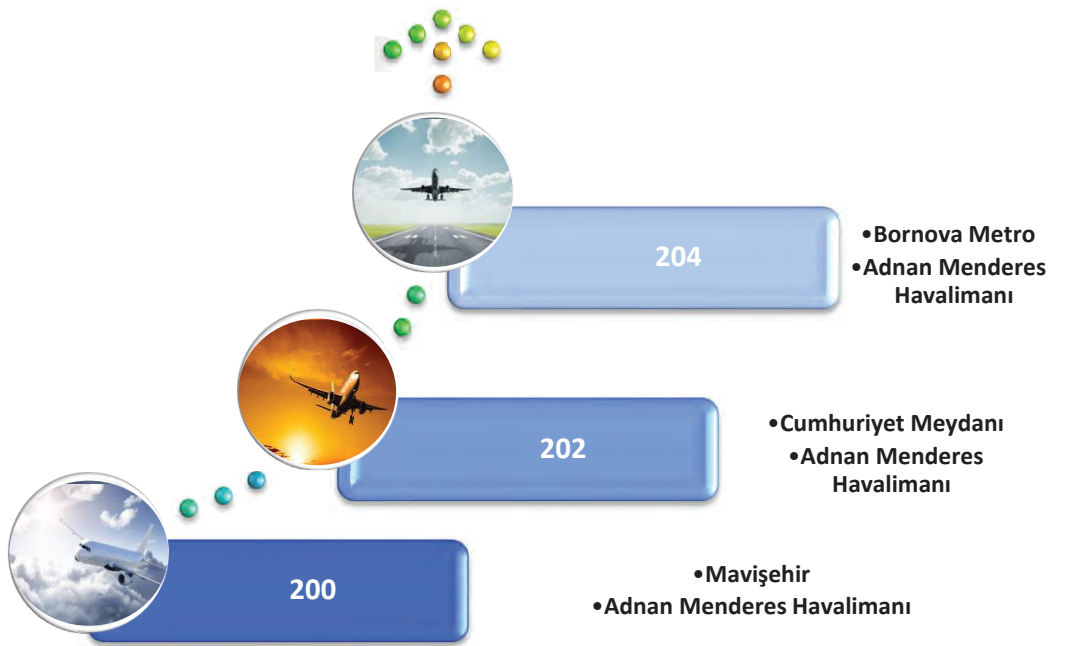 204
•Bornova Metro
•Adnan Menderes
Havalimanı
202
•Cumhuriyet Meydanı
•Adnan Menderes
Havalimanı
200
•Mavişehir
•Adnan Menderes Havalimanı